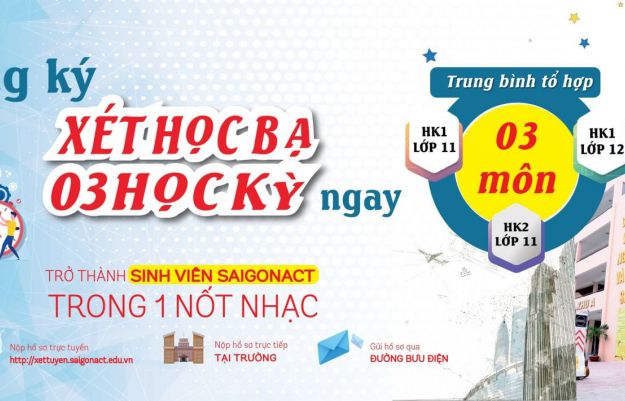 g ký
XÉT HỌC BẠ
03 HỌC KỲ ngay
Trung bình tổ hợp
HK1
LỚP 11
03
môn
HK1
LỚP 12
HK2
LỚP 11
TRỞ THÀNH SINH VIÊN SAIGONACT
TRONG 1 NỐT NHẠC
Nộp hồ sơ trực tuyến
http://xettuyen.saigonact.edu.vn
Nộp hồ sơ trực tiếp
TẠI TRƯỜNG
Gửi hồ sơ qua
ĐƯỜNG BƯU ĐIỆN